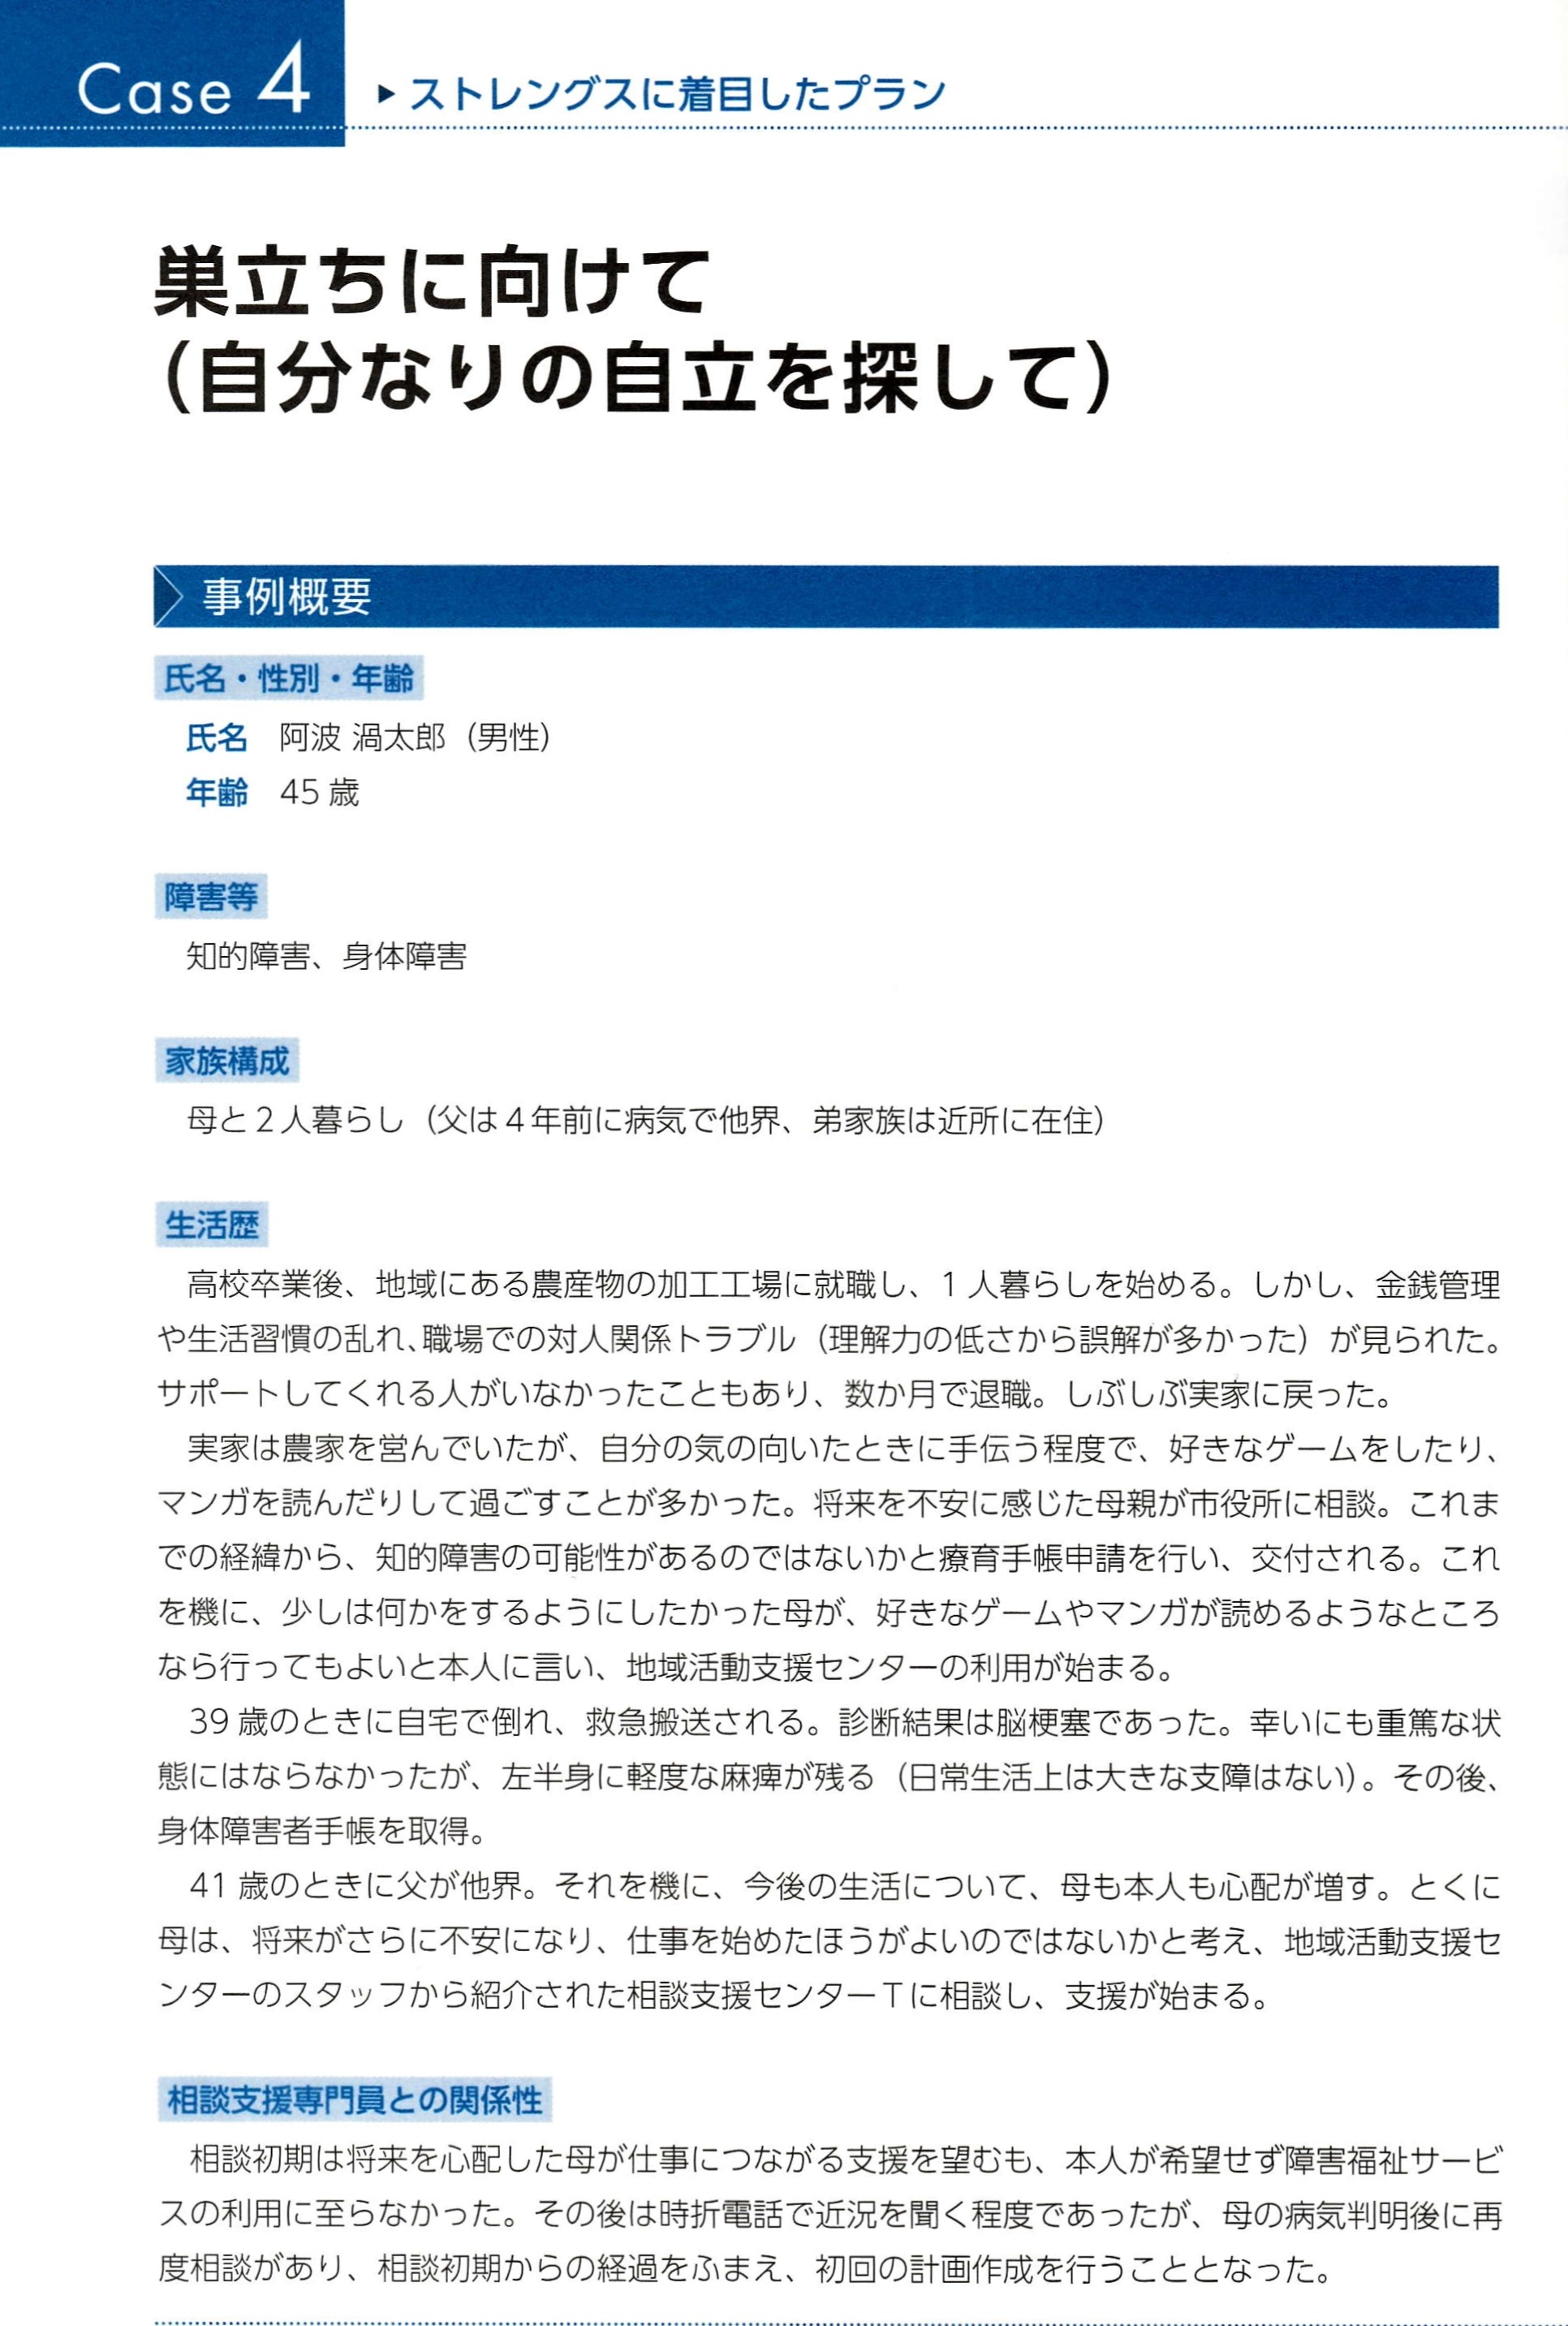 Case 4
▶ストレングスに着目したプラン
巣立ちに向けて
（自分なりの自立を探して）
事例概要
氏名・性別・年齢
氏名　阿波 渦太郎（男性）
年齢　45 歳
障害等
知的障害、身体障害
家族構成
母と２人暮らし（父は４年前に病気で他界、弟家族は近所に在住）
生活歴
高校卒業後、地域にある農産物の加工工場に就職し、１人暮らしを始める。しかし、金銭管理
や生活習慣の乱れ、職場での対人関係トラブル（理解力の低さから誤解が多かった）が見られた。
サポートしてくれる人がいなかったこともあり、数か月で退職。しぶしぶ実家に戻った。
実家は農家を営んでいたが、自分の気の向いたときに手伝う程度で、好きなゲームをしたり、
マンガを読んだりして過ごすことが多かった。将来を不安に感じた母親が市役所に相談。これま
での経緯から、知的障害の可能性があるのではないかと療育手帳申請を行い、交付される。これ
を機に、少しは何かをするようにしたかった母が、好きなゲームやマンガが読めるようなところ
なら行ってもよいと本人に言い、地域活動支援センターの利用が始まる。
39 歳のときに自宅で倒れ、救急搬送される。診断結果は脳梗塞であった。幸いにも重篤な状
態にはならなかったが、左半身に軽度な麻痺が残る（日常生活上は大きな支障はない）。その後、
身体障害者手帳を取得。
41 歳のときに父が他界。それを機に、今後の生活について、母も本人も心配が増す。とくに
母は、将来がさらに不安になり、仕事を始めたほうがよいのではないかと考え、地域活動支援セ
ンターのスタッフから紹介された相談支援センターＴに相談し、支援が始まる。
相談支援専門員との関係性
相談初期は将来を心配した母が仕事につながる支援を望むも、本人が希望せず障害福祉サービ
スの利用に至らなかった。その後は時折電話で近況を聞く程度であったが、母の病気判明後に再
度相談があり、相談初期からの経過をふまえ、初回の計画作成を行うこととなった。